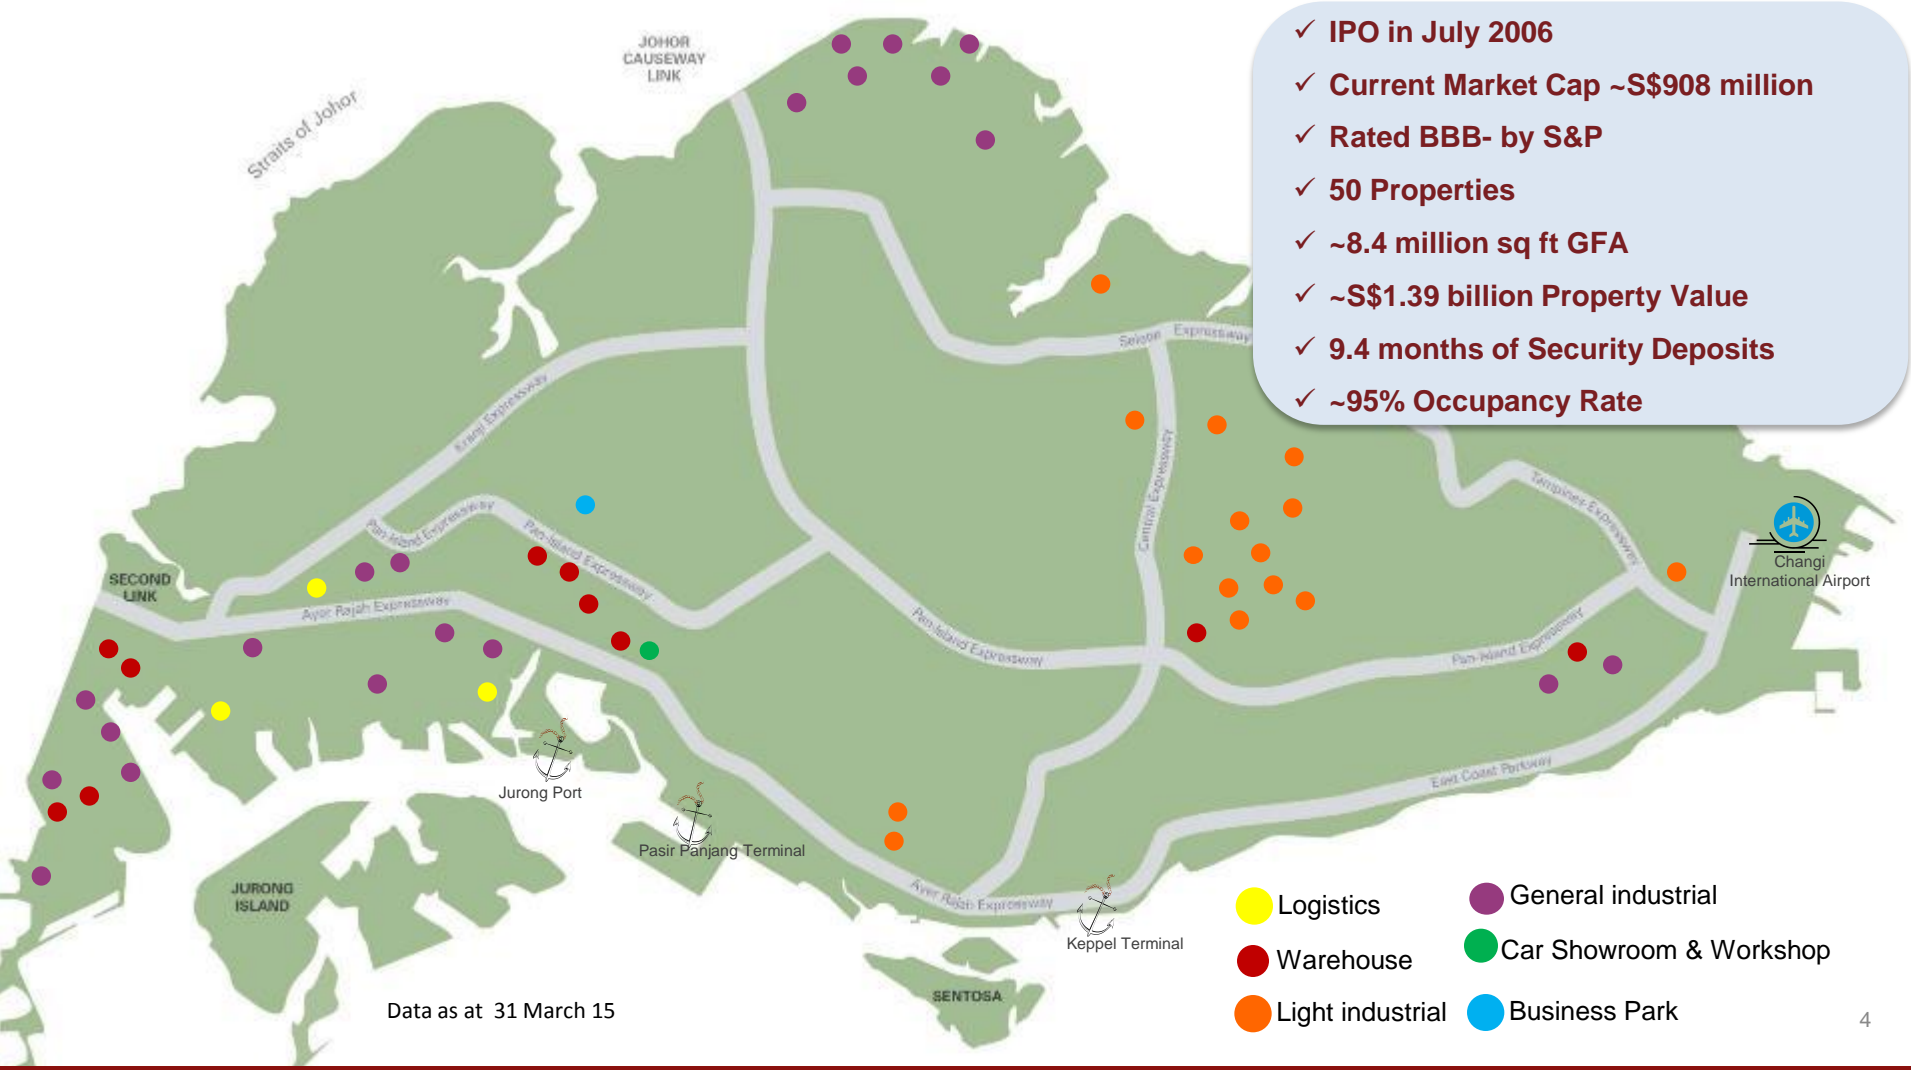 ✓ IPO in July 2006
✓ Current Market Cap ~S$908 million
✓ Rated BBB- by S&P
✓ 50 Properties
✓ ~8.4 million sq ft GFA
✓ ~S$1.39 billion Property Value
✓ 9.4 months of Security Deposits
✓ ~95% Occupancy Rate
JOHOR
CAUSEWAY
LINK
Straits of Johor
Seletar Expressway
Kranji Expressway
Central Expressway
Tampines Expressway
Pan-Island Expressway
Pan-Island Expressway
SECOND
LINK
Ayer Rajah Expressway
Changi
International Airport
Pan-Island Expressway
Pan-Island Expressway
East Coast Parkway
Jurong Port
Pasir Panjang Terminal
JURONG
ISLAND
Ayer Rajah Expressway
Keppel Terminal
SENTOSA
Logistics
General industrial
Warehouse
Car Showroom & Workshop
Light industrial
Business Park
Data as at 31 March 15
4